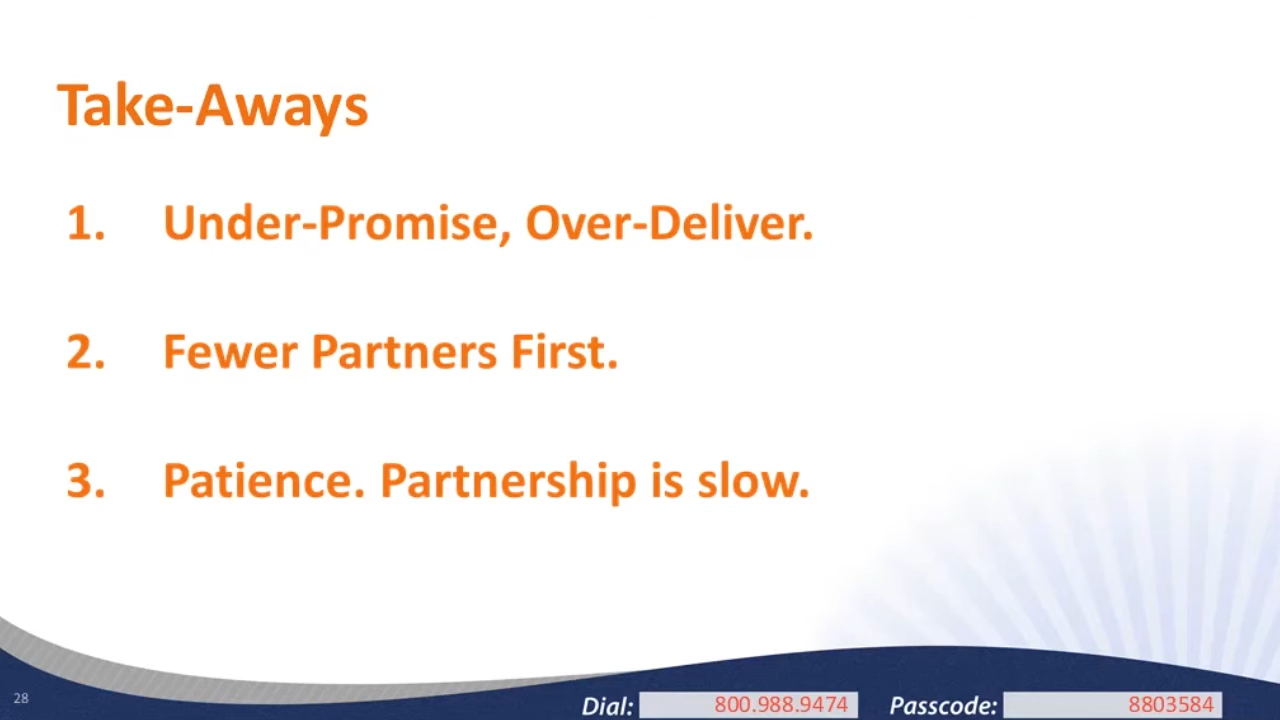 Take-Aways
1. Under-Promise, Over-Deliver.
2. Fewer Partners First.
3. Patience. Partnership is slow.
28
Dial: 800.988.9474 Passcode: 8803584